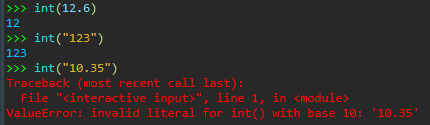 >>> int(12.6)
12
>>> int("123")
123
>>> int("10.35")
Traceback (most recent call last):
  File "<interactive input>", line 1, in <module>
ValueError: invalid literal for int() with base 10: '10.35'